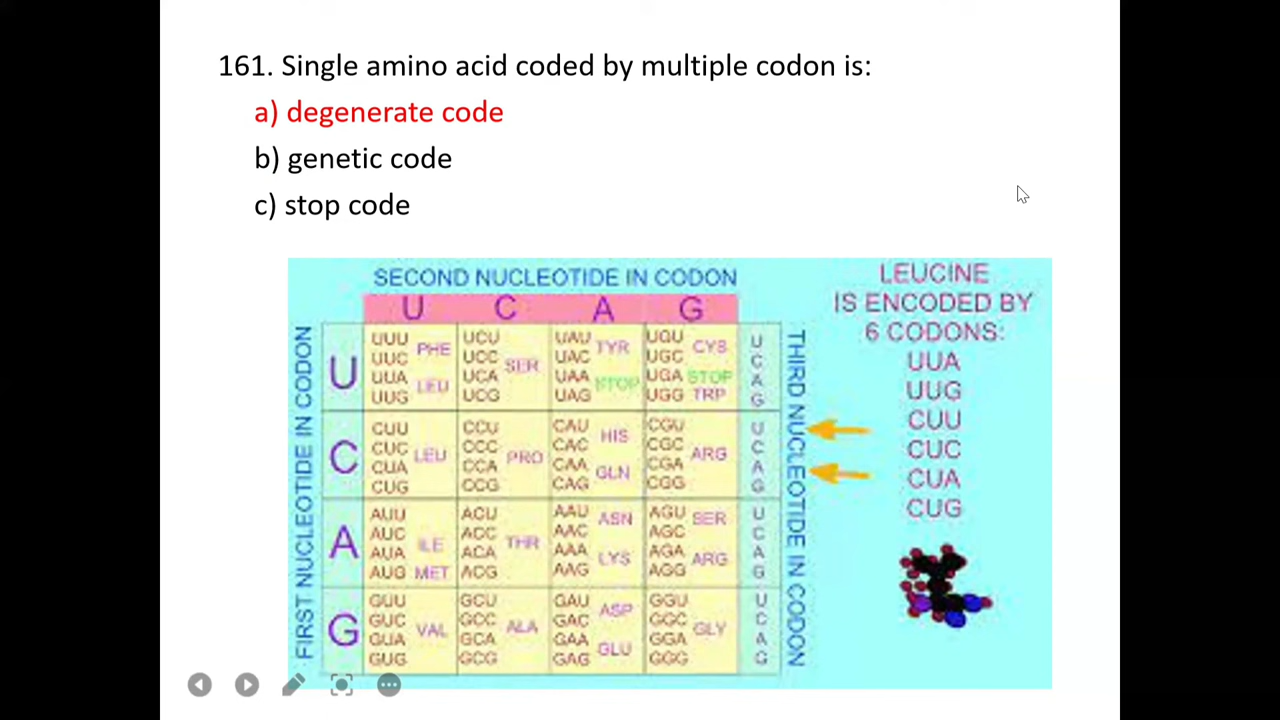 161. Single amino acid coded by multiple codon is:
a) degenerate code
b) genetic code
c) stop code
SECOND NUCLEOTIDE IN CODON
U C A G
FIRST NUCLEOTIDE IN CODON
U
UUU UCU UAU UGU U
PHE TYR CYS
UUC UCC UAC UGC C
SER
UUA UCA UAA UGA STOP A
LEU STOP
UUG UCG UAG UGG TRP G
C
CUU CCU CAU CGU U
HIS
CUC CCC CAC CGC C
LEU PRO ARG
CUA CCA CAA CGA A
GLN
CUG CCG CAG CGG G
A
AUU ACU AAU AGU U
ASN SER
AUC ACC AAC AGC C
ILE THR
AUA ACA AAA AGA A
LYS ARG
AUG MET ACG AAG AGG G
G
GUU GCU GAU GGU U
ASP
GUC GCC GAC GGC C
VAL ALA GLY
GUA GCA GAA GGA A
GLU
GUG GCG GAG GGG G
THIRD NUCLEOTIDE IN CODON
LEUCINE
IS ENCODED BY
6 CODONS:
UUA
UUG
CUU
CUC
CUA
CUG